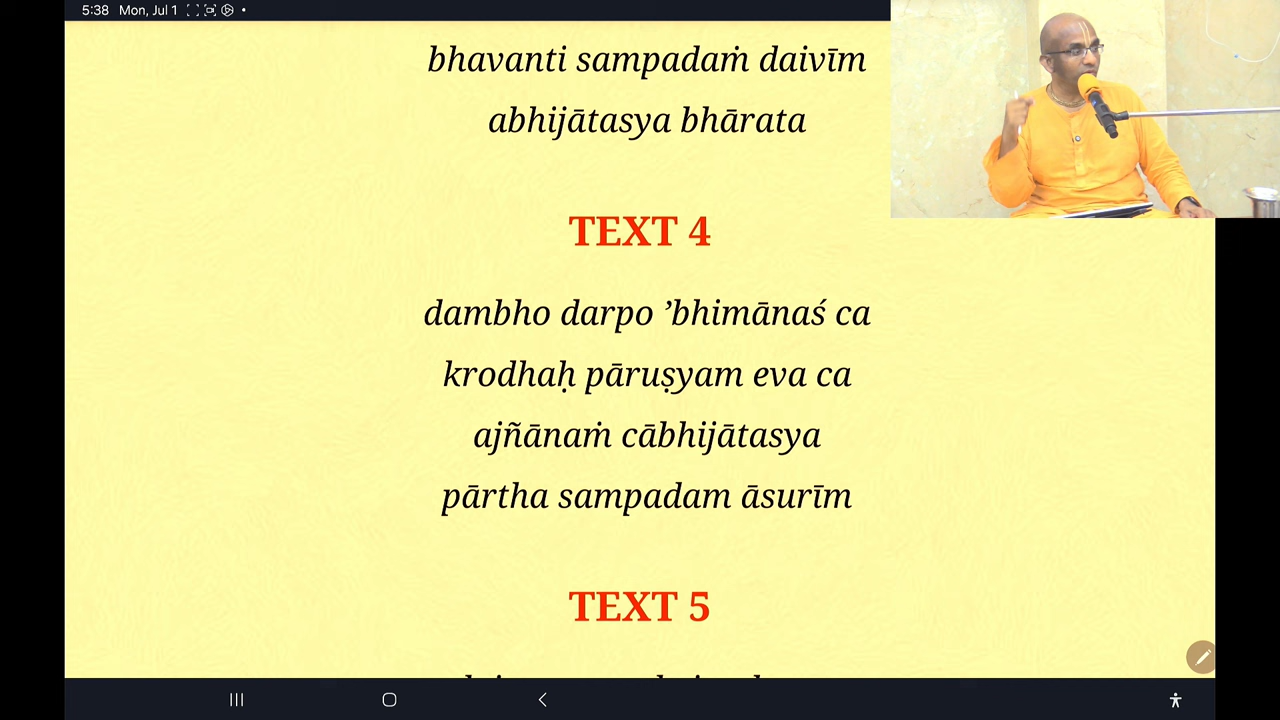 5:38 Mon, Jul 1
bhavanti sampadaṁ daivīm
abhijātasya bhārata
TEXT 4
dambho darpo ’bhimānaś ca
krodhaḥ pāruṣyam eva ca
ajñānaṁ cābhijātasya
pārtha sampadam āsurīm
TEXT 5